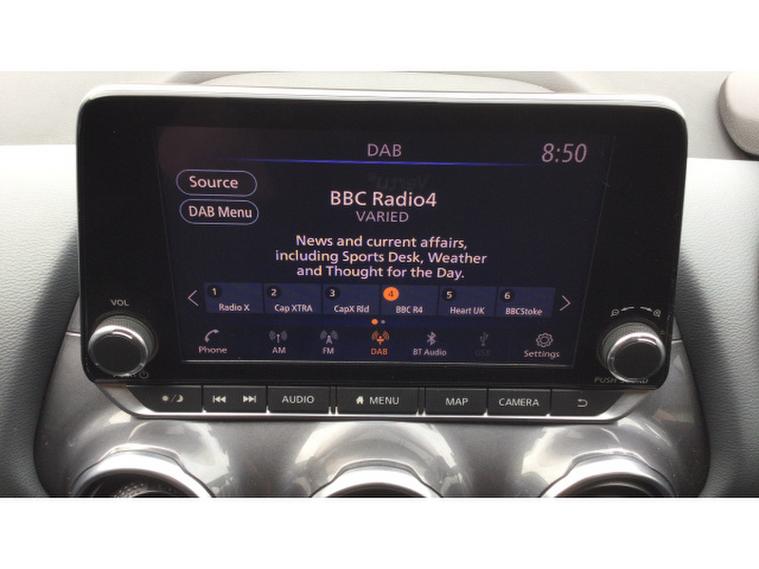 DAB
8:50
Source
DAB Menu
BBC Radio4
VARIED
News and current affairs,
including Sports Desk, Weather
and Thought for the Day.
1 2 3 4 5 6
Radio X Cap XTRA CapX Rld BBC R4 Heart UK BBCStoke
Phone AM FM DAB BT Audio USB Settings
VOL
PUSH SOUND
AUDIO MENU MAP CAMERA